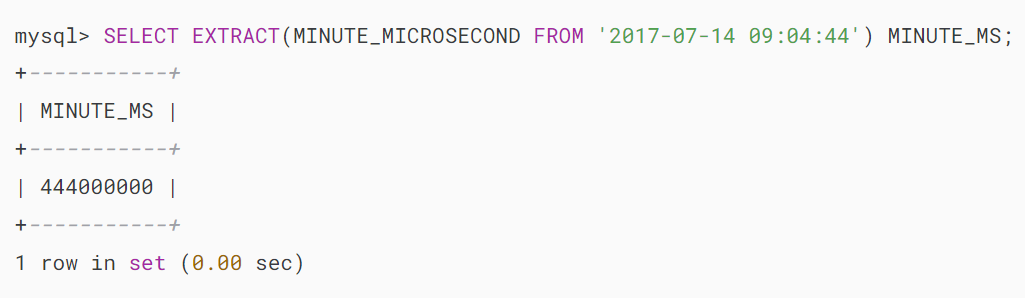 mysql> SELECT EXTRACT(MINUTE_MICROSECOND FROM '2017-07-14 09:04:44') MINUTE_MS;
+-----------+
| MINUTE_MS |
+-----------+
| 444000000 |
+-----------+
1 row in set (0.00 sec)